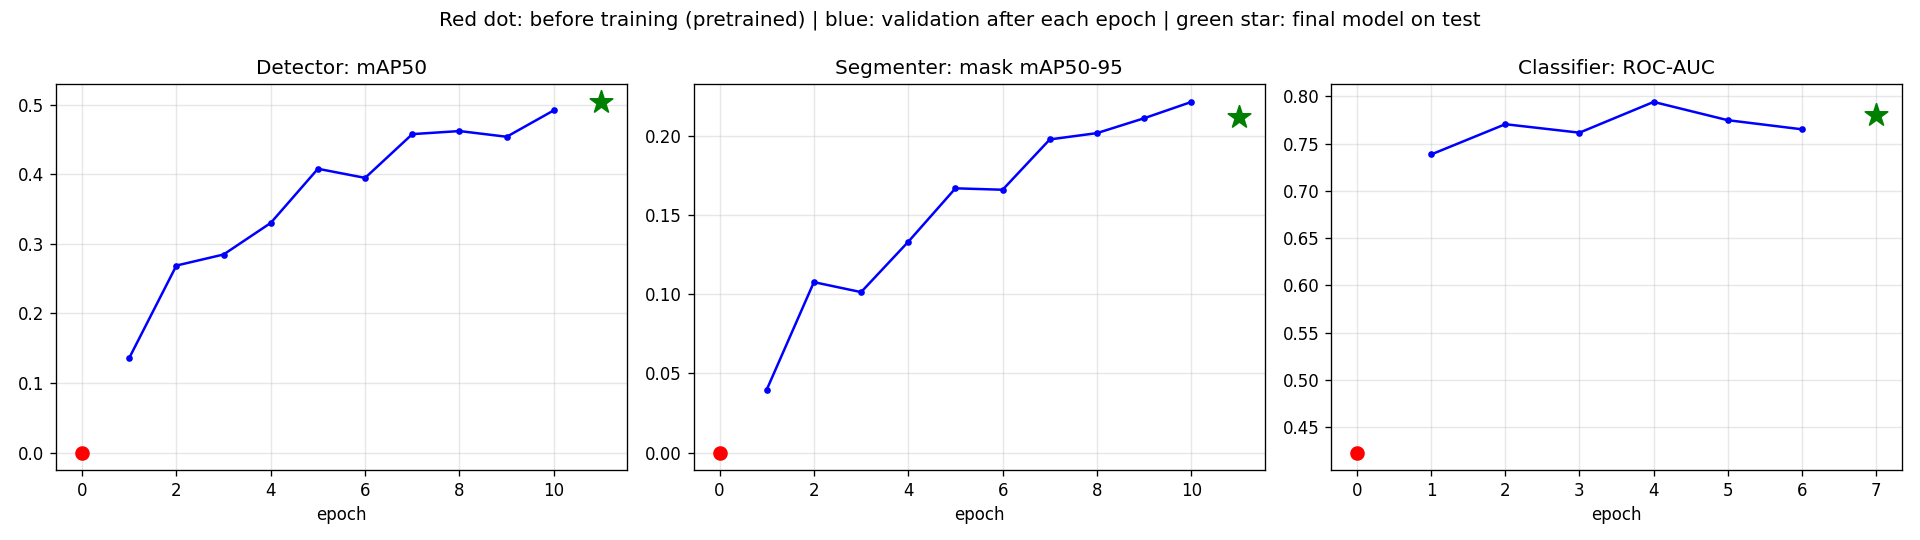 Red dot: before training (pretrained) | blue: validation after each epoch | green star: final model on test
Detector: mAP50
0.5
0.4
0.3
0.2
0.1
0.0
0 2 4 6 8 10
epoch
Segmenter: mask mAP50-95
0.20
0.15
0.10
0.05
0.00
0 2 4 6 8 10
epoch
Classifier: ROC-AUC
0.80
0.75
0.70
0.65
0.60
0.55
0.50
0.45
0 1 2 3 4 5 6 7
epoch